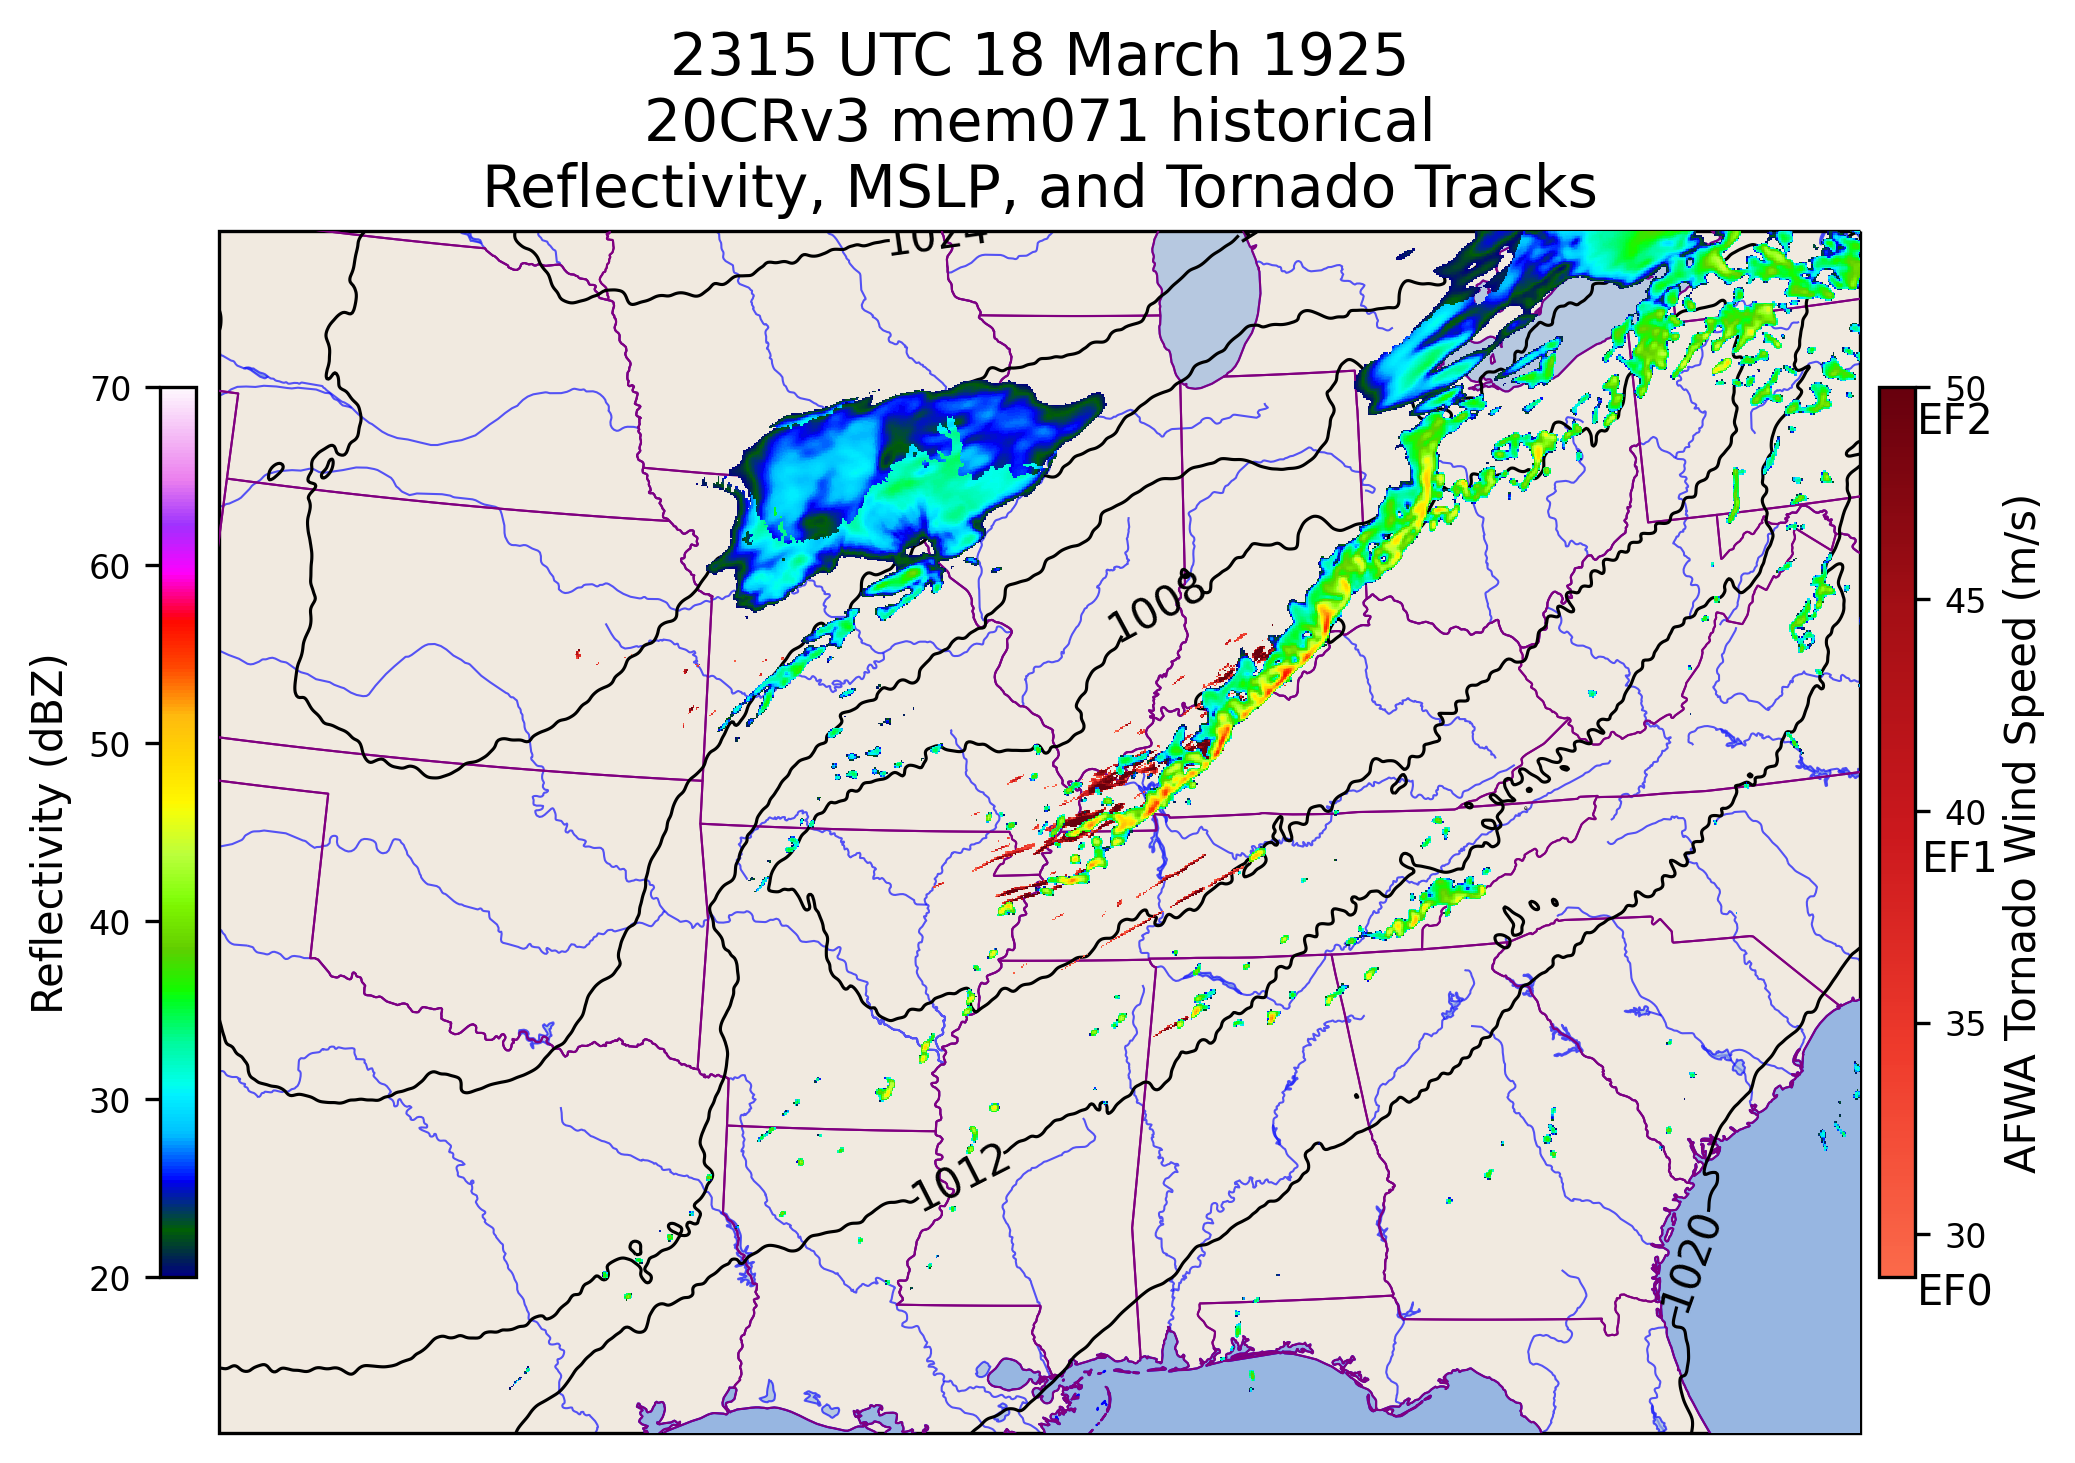 2315 UTC 18 March 1925
20CRv3 mem071 historical
Reflectivity, MSLP, and Tornado Tracks
1024
1008
1012
1020
Reflectivity (dBZ)
70
60
50
40
30
20
50
EF2
45
40
EF1
35
30
EF0
AFWA Tornado Wind Speed (m/s)